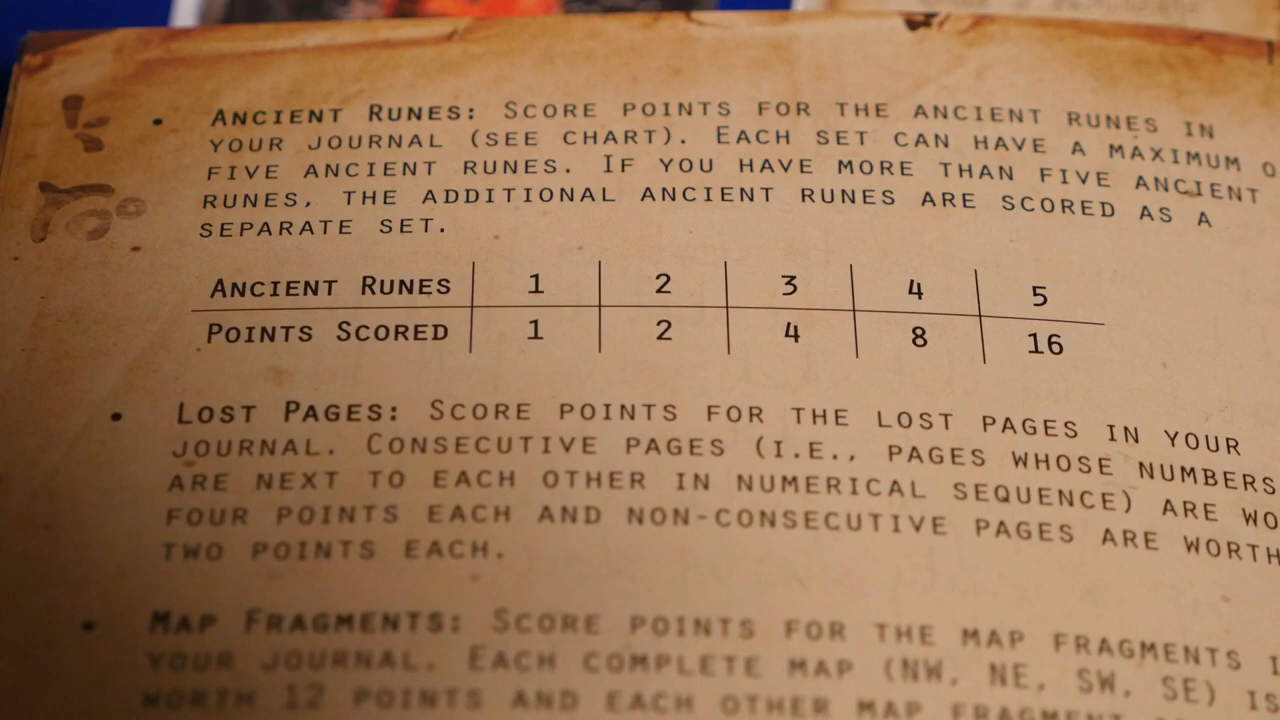 • Ancient Runes: Score points for the ancient runes in
your journal (see chart). Each set can have a maximum
five ancient runes. If you have more than five ancient
runes, the additional ancient runes are scored as a
separate set.
Ancient Runes 1 2 3 4 5
Points Scored 1 2 4 8 16
• Lost Pages: Score points for the lost pages in your
journal. Consecutive pages (i.e., pages whose numbers
are next to each other in numerical sequence) are
four points each and non-consecutive pages are worth
two points each.
• Map Fragments: Score points for the map fragments
your journal. Each complete map (NW, NE, SW, SE) is
worth 12 points and each other map fragment